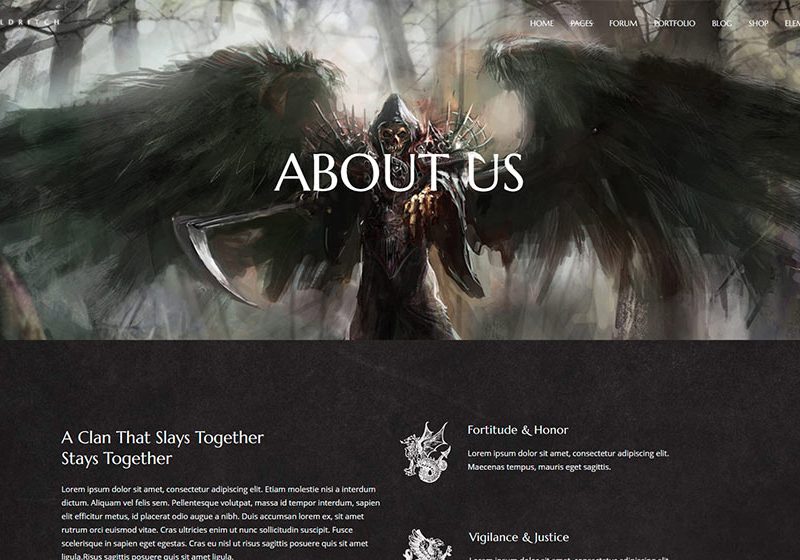 LDRITCH
HOME PAGES FORUM PORTFOLIO BLOG SHOP ELEM
ABOUT US
A Clan That Slays Together
Stays Together
Lorem ipsum dolor sit amet, consectetur adipiscing elit. Etiam molestie nisi a interdum
dictum. Aliquam vel felis sem. Pellentesque volutpat, massa id tempor interdum, sapien
elit efficitur metus, id placerat odio augue a nibh. Duis accumsan lorem ex, sit amet
rutrum orci euismod vitae. Cras ultricies enim ut nunc sollicitudin suscipit. Fusce
scelerisque in sapien eget egestas. Cras eu nisl ut risus sagittis posuere sit amet
ligula.Risus sagittis posuere quis sit amet ligula.
Fortitude & Honor
Lorem ipsum dolor sit amet, consectetur adipiscing elit.
Maecenas tempus, mauris eget sagittis.
Vigilance & Justice